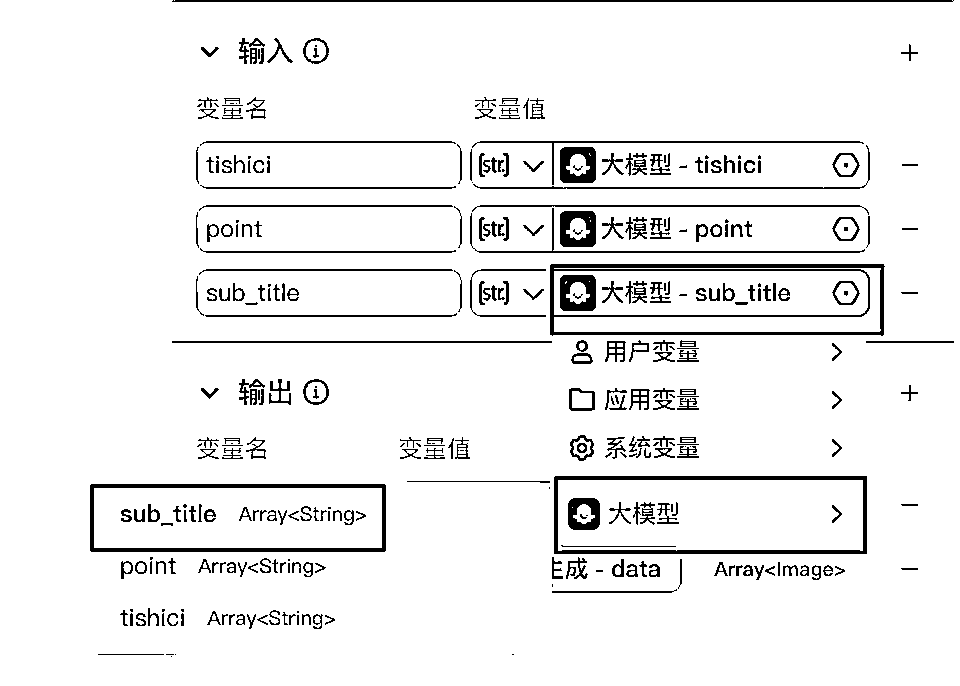 输入
变量名 变量值
tishici [str.] 大模型 - tishici
point [str.] 大模型 - point
sub_title [str.] 大模型 - sub_title
用户变量
输出
应用变量
变量名 变量值 系统变量
sub_title Array<String> 大模型
point Array<String> 生成 - data Array<Image>
tishici Array<String>